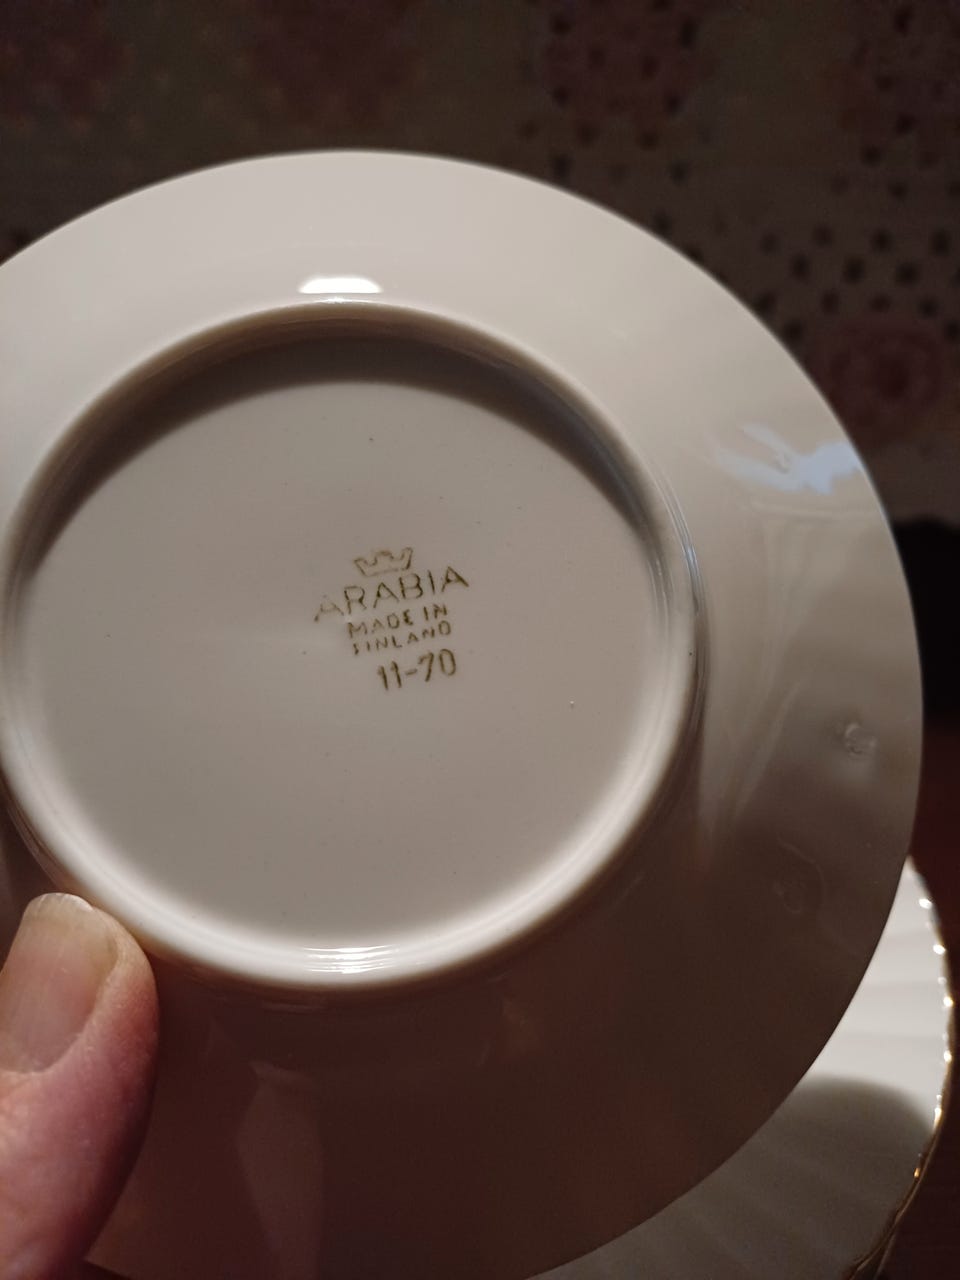 ARABIA
MADE IN
FINLAND
11-70